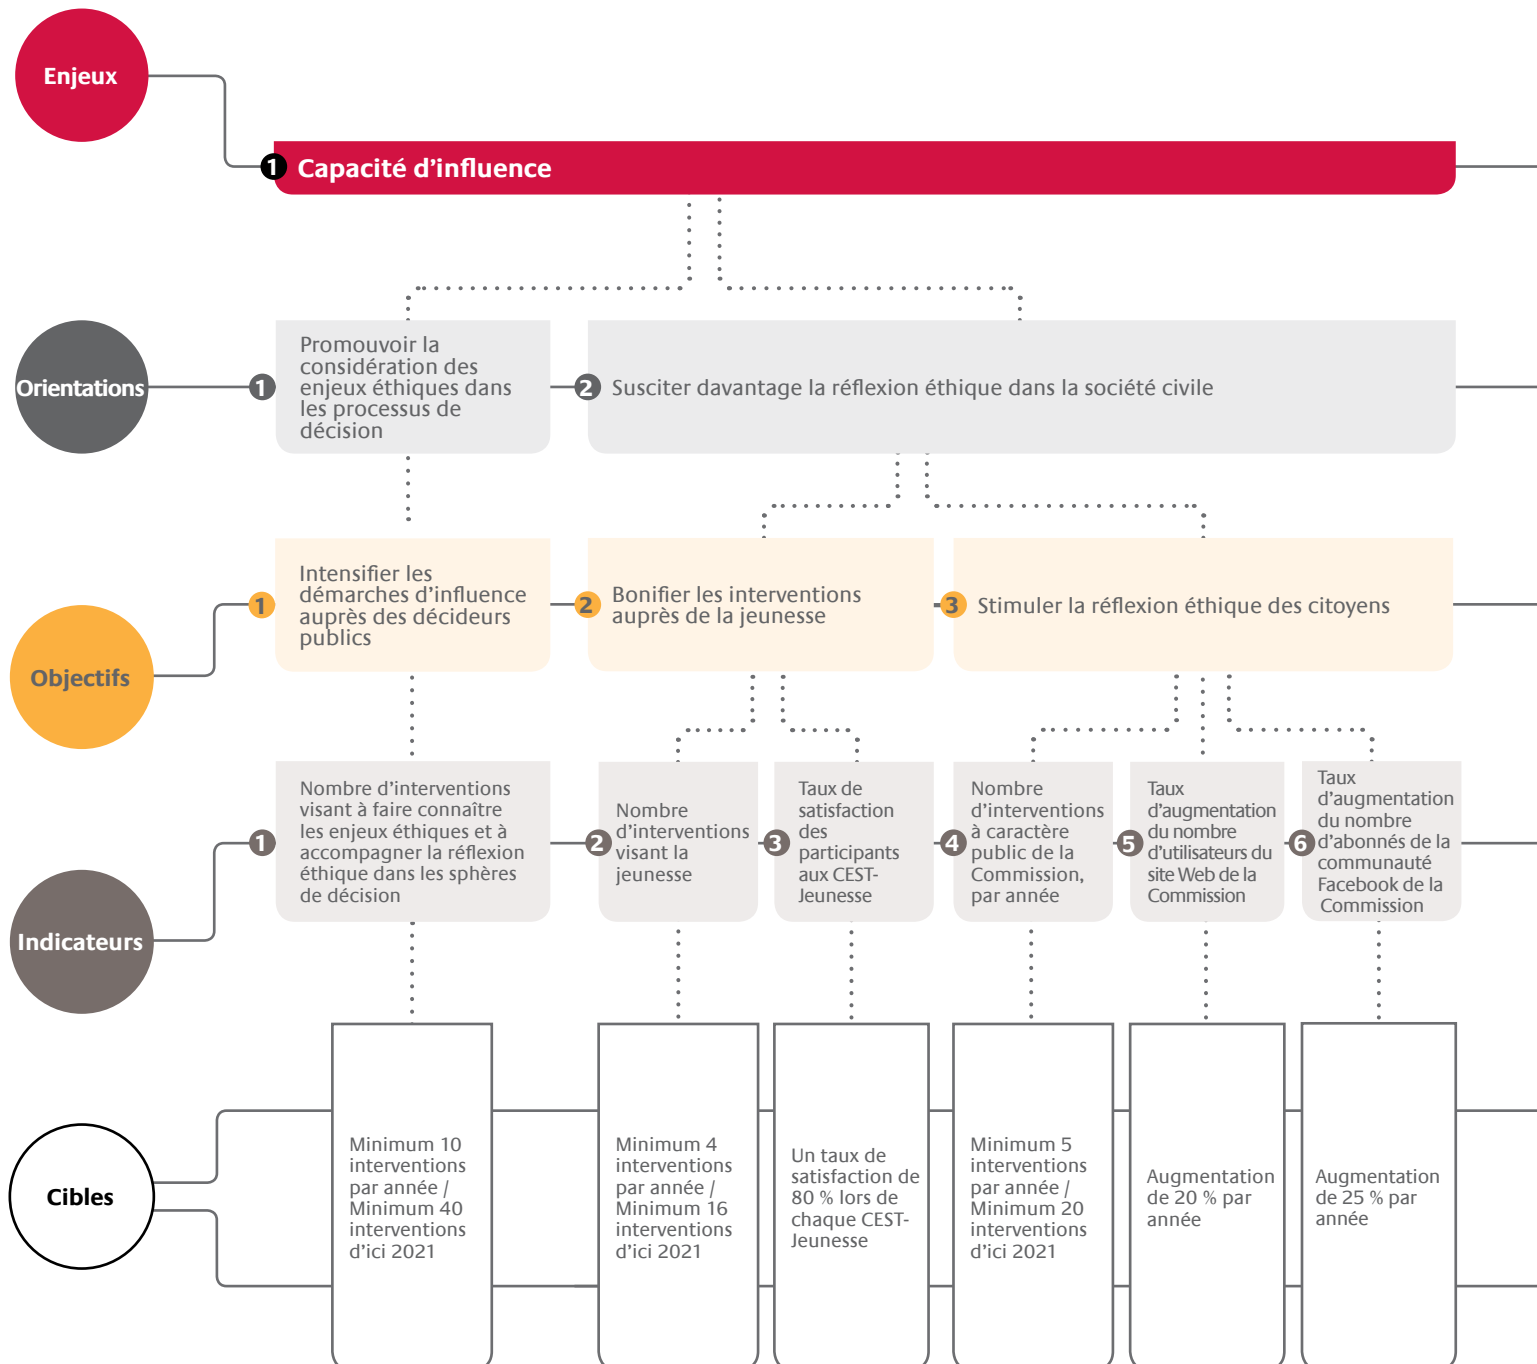 Enjeux
1 Capacité d'influence
Orientations
1
Promouvoir la
considération des
enjeux éthiques dans
les processus de
décision
2 Susciter davantage la réflexion éthique dans la société civile
Objectifs
1
Intensifier les
démarches d'influence
auprès des décideurs
publics
2
Bonifier les interventions
auprès de la jeunesse
3 Stimuler la réflexion éthique des citoyens
Indicateurs
1
Nombre d'interventions
visant à faire connaître
les enjeux éthiques et à
accompagner la réflexion
éthique dans les sphères
de décision
2
Nombre
d'interventions
visant la
jeunesse
3
Taux de
satisfaction
des
participants
aux CEST-
Jeunesse
4
Nombre
d'interventions
à caractère
public de la
Commission,
par année
5
Taux
d'augmentation
du nombre
d'utilisateurs du
site Web de la
Commission
6
Taux
d'augmentation
du nombre
d'abonnés de la
communauté
Facebook de la
Commission
Cibles
Minimum 10
interventions
par année /
Minimum 40
interventions
d'ici 2021
Minimum 4
interventions
par année /
Minimum 16
interventions
d'ici 2021
Un taux de
satisfaction de
80 % lors de
chaque CEST-
Jeunesse
Minimum 5
interventions
par année /
Minimum 20
interventions
d'ici 2021
Augmentation
de 20 % par
année
Augmentation
de 25 % par
année